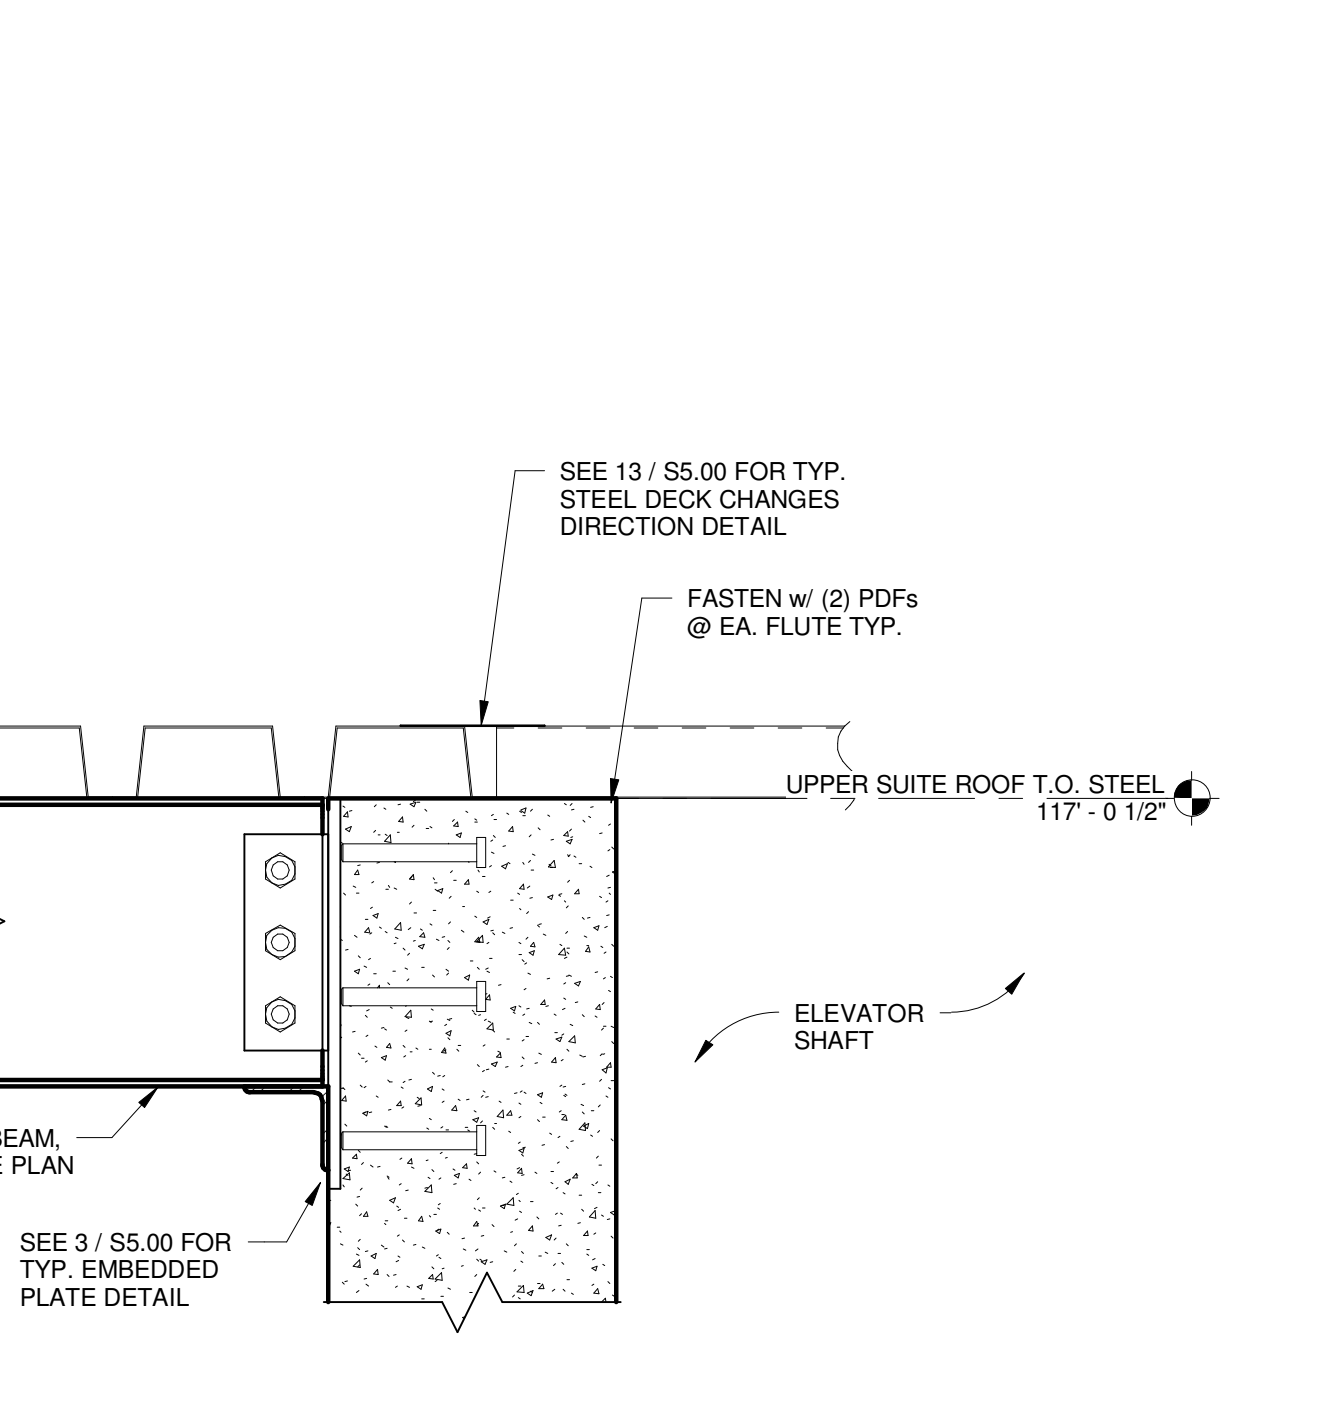 SEE 13 / S5.00 FOR TYP.
STEEL DECK CHANGES
DIRECTION DETAIL
FASTEN w/ (2) PDFs
@ EA. FLUTE TYP.
UPPER SUITE ROOF T.O. STEEL
117' - 0 1/2"
ELEVATOR
SHAFT
BEAM,
PLAN
SEE 3 / S5.00 FOR
TYP. EMBEDDED
PLATE DETAIL